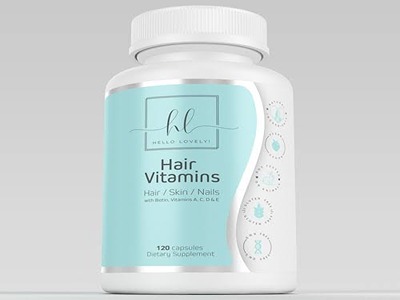 hl
HELLO LOVELY!
Hair
Vitamins
Hair / Skin / Nails
with Biotin, Vitamins B, C, D & E
120 capsules
Dietary Supplement